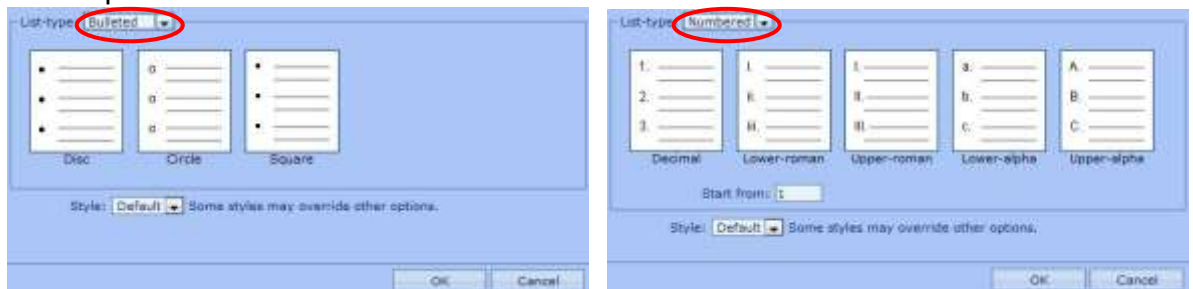 List-type: Bulleted
Disc Circle Square
Style: Default Some styles may override other options.
OK Cancel
List-type: Numbered
1. I. I. a. A.
2. II. II. b. B.
3. III. III. c. C.
Decimal Lower-roman Upper-roman Lower-alpha Upper-alpha
Start from: 1
Style: Default Some styles may override other options.
OK Cancel